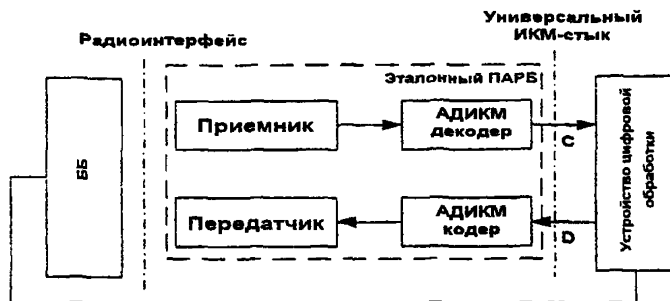 Универсальный
ИКМ-стык
Радиоинтерфейс
Эталонный ПАРБ
Приемник
АДИКМ
декодер
C
ББ
Устройство цифровой
обработки
Передатчик
АДИКМ
кодер
D